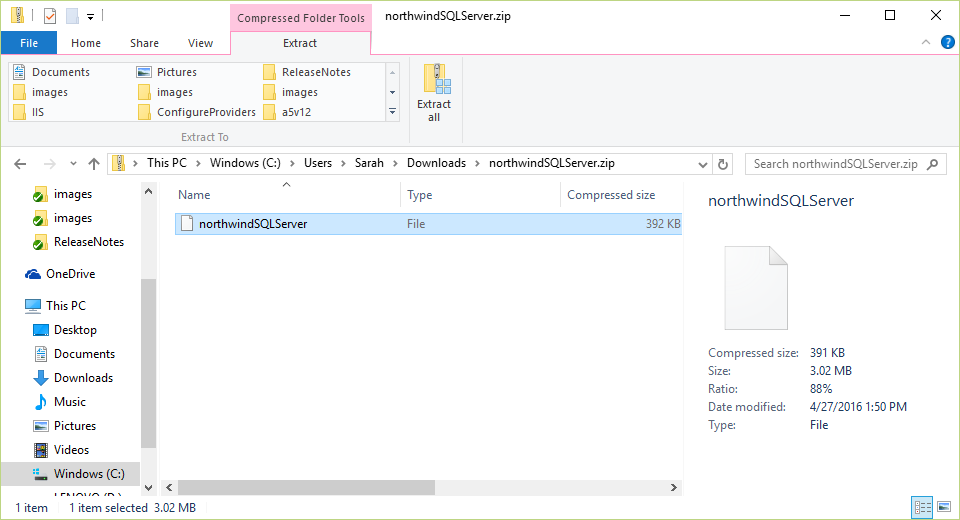 Compressed Folder Tools northwindSQLServer.zip
File Home Share View Extract
Documents Pictures ReleaseNotes
images images images
IIS ConfigureProviders a5v12
Extract all
Extract To
This PC Windows (C:) Users Sarah Downloads northwindSQLServer.zip Search northwindSQLServer.zip
images
images
ReleaseNotes
OneDrive
This PC
Desktop
Documents
Downloads
Music
Pictures
Videos
Windows (C:)
Name Type Compressed size
northwindSQLServer File 392 KB
northwindSQLServer
Compressed size: 391 KB
Size: 3.02 MB
Ratio: 88%
Date modified: 4/27/2016 1:50 PM
Type: File
1 item 1 item selected 3.02 MB